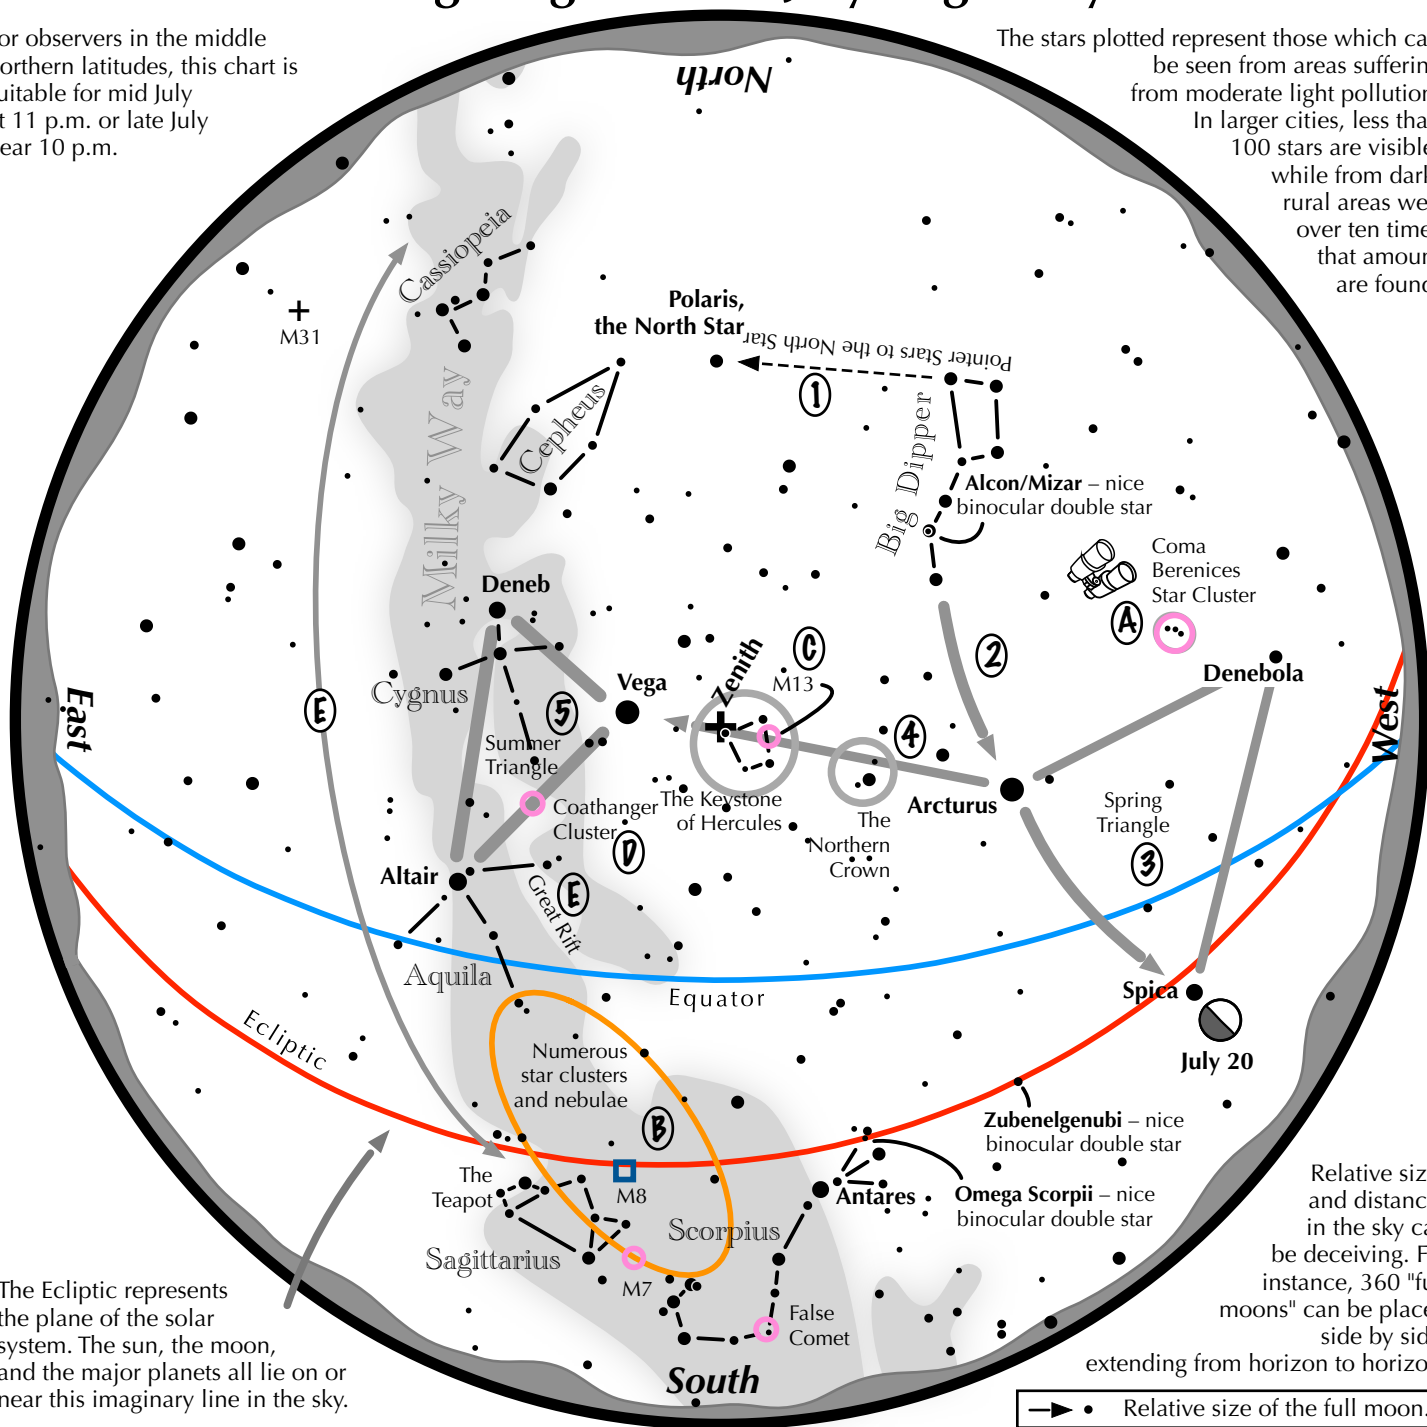 or observers in the middle
orthern latitudes, this chart is
uitable for mid July
t 11 p.m. or late July
ear 10 p.m.
The stars plotted represent those which ca
be seen from areas sufferin
from moderate light pollution
In larger cities, less tha
100 stars are visible
while from dark
rural areas we
over ten time
that amoun
are found
North
Cassiopeia
M31
Polaris,
the North Star
Pointer Stars to the North Star
1
Milky Way
Cepheus
Big Dipper
Alcon/Mizar – nice
binocular double star
Coma
Berenices
Star Cluster
A
Deneb
Cygnus
Vega
Zenith
C
M13
2
Denebola
East
West
E
5
Summer
Triangle
4
Arcturus
Spring
Triangle
3
Coathanger
Cluster
D
The Keystone
of Hercules
The
Northern
Crown
Altair
E
Great Rift
Aquila
Equator
Spica
July 20
Ecliptic
Numerous
star clusters
and nebulae
B
Zubenelgenubi – nice
binocular double star
The
Teapot
M8
Antares
Omega Scorpii – nice
binocular double star
Scorpius
Sagittarius
M7
False
Comet
South
The Ecliptic represents
the plane of the solar
system. The sun, the moon,
and the major planets all lie on or
near this imaginary line in the sky.
Relative siz
and distanc
in the sky ca
be deceiving. F
instance, 360 "fu
moons" can be place
side by sid
extending from horizon to horizo
Relative size of the full moon.